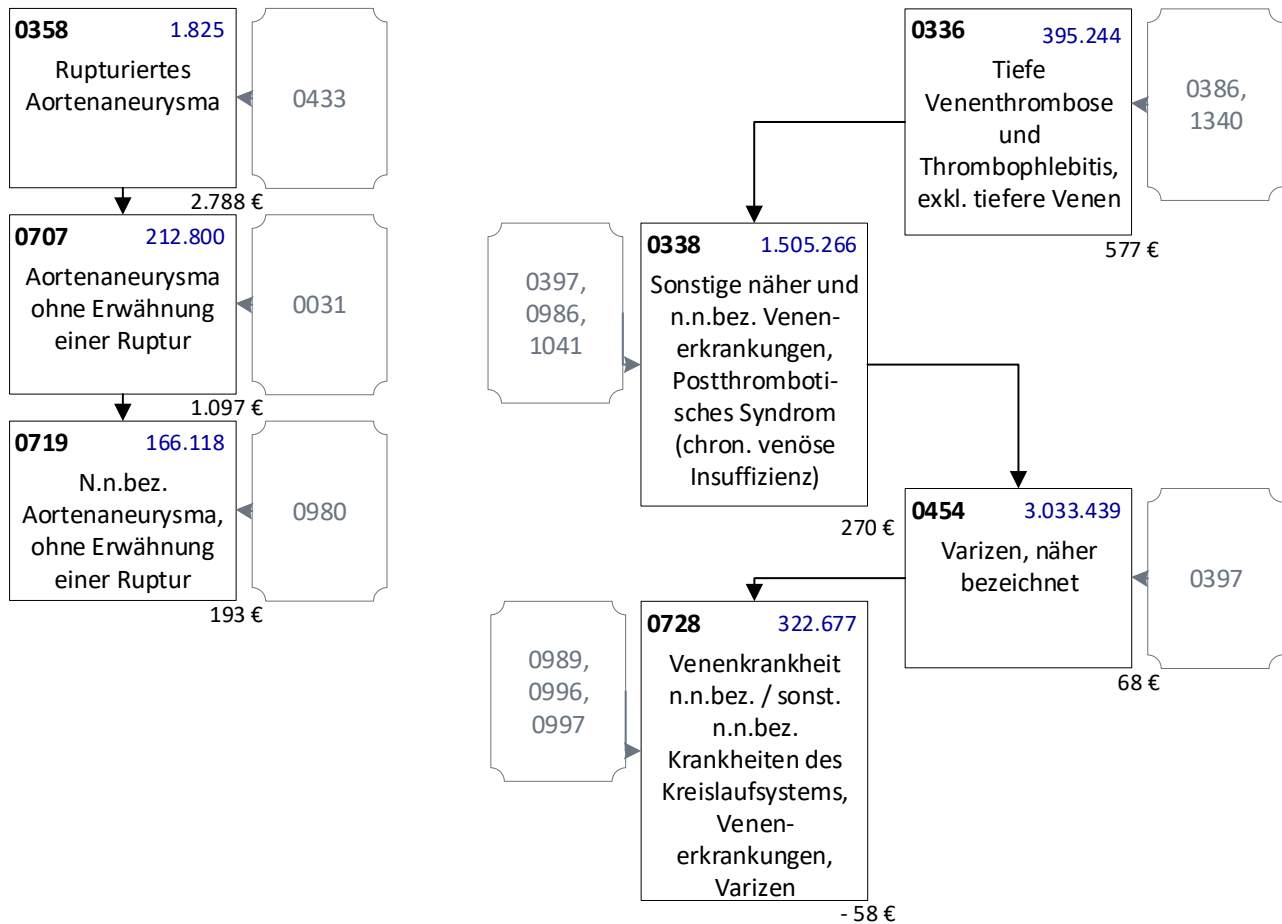 0358 1.825
Rupturiertes
Aortenaneurysma
0433
2.788 €
0707 212.800
Aortenaneurysma
ohne Erwähnung
einer Ruptur
0031
1.097 €
0719 166.118
N.n.bez.
Aortenaneurysma,
ohne Erwähnung
einer Ruptur
0980
193 €
0336 395.244
Tiefe
Venenthrombose
und
Thrombophlebitis,
exkl. tiefere Venen
0386,
1340
577 €
0397,
0986,
1041
0338 1.505.266
Sonstige näher und
n.n.bez. Venen-
erkrankungen,
Postthromboti-
sches Syndrom
(chron. venöse
Insuffizienz)
270 €
0454 3.033.439
Varizen, näher
bezeichnet
0397
68 €
0989,
0996,
0997
0728 322.677
Venenkrankheit
n.n.bez. / sonst.
n.n.bez.
Krankheiten des
Kreislaufsystems,
Venen-
erkrankungen,
Varizen
- 58 €